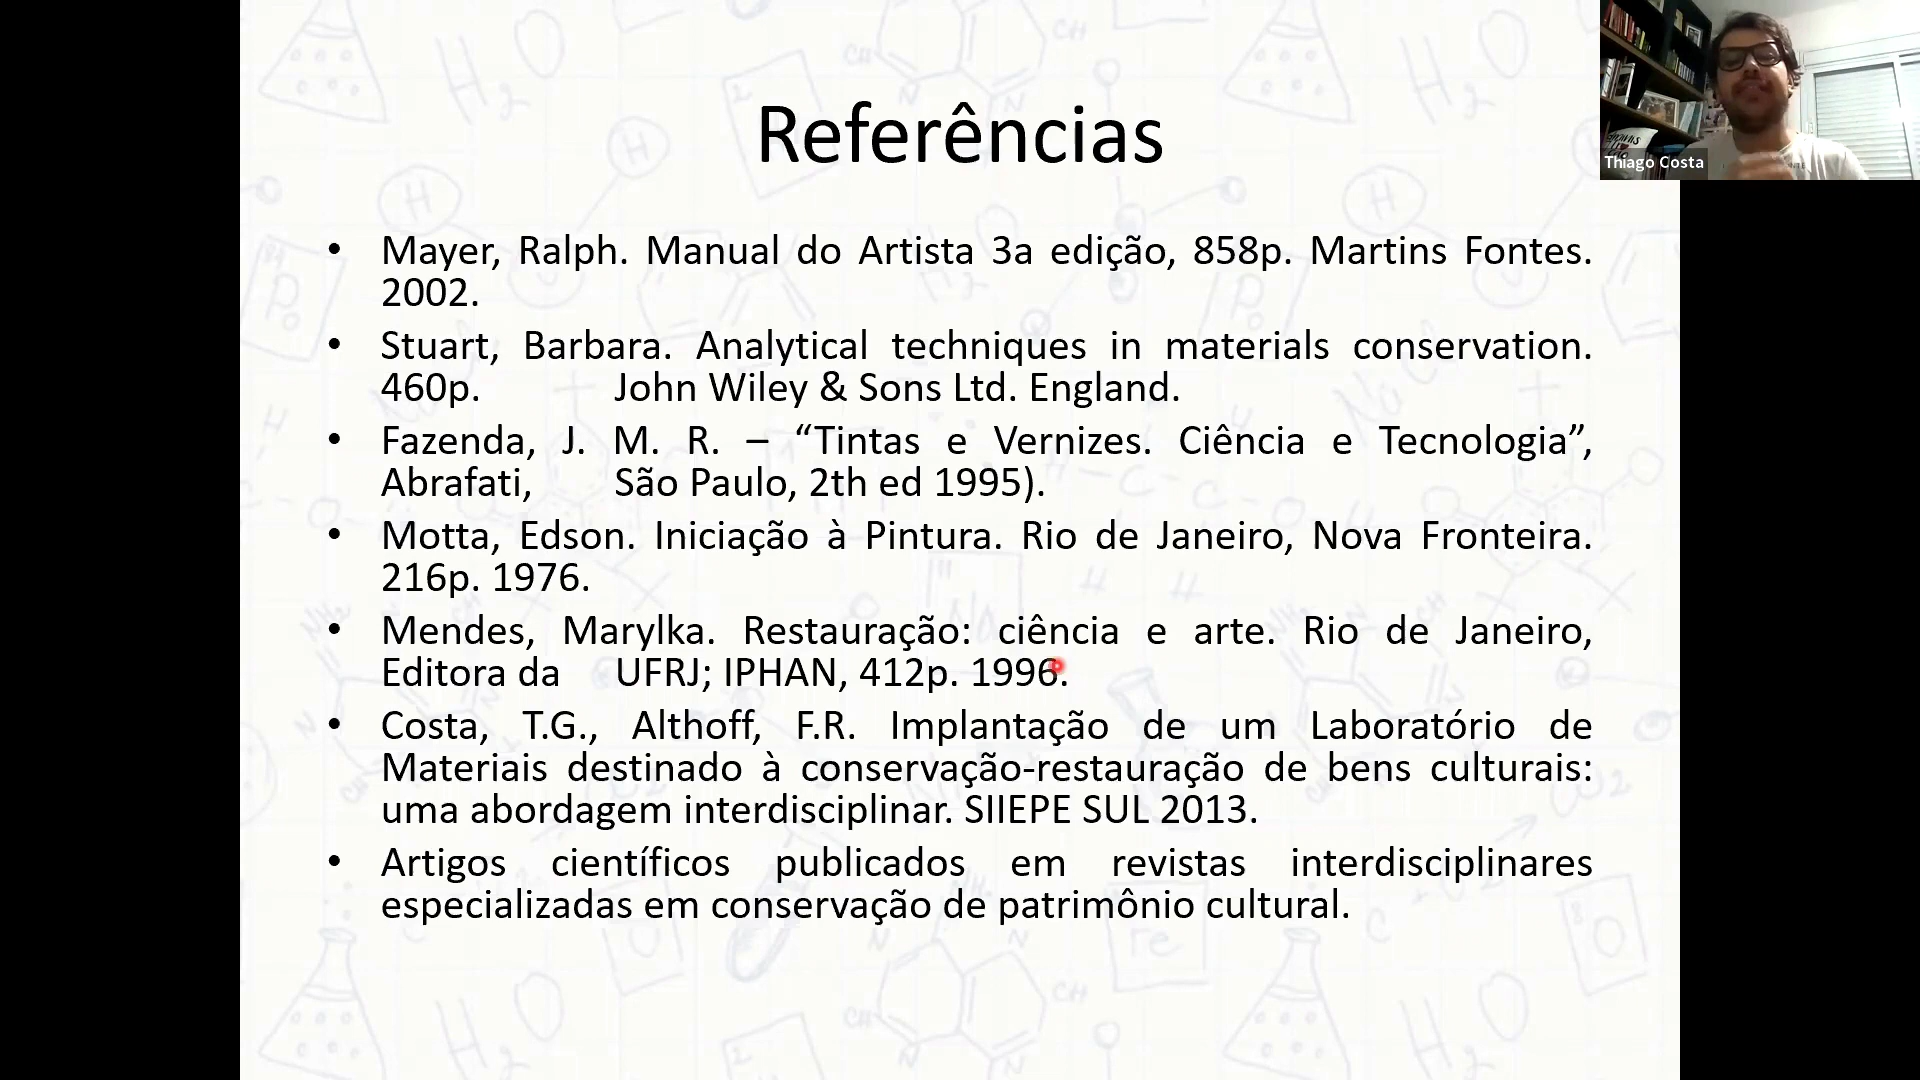 Referências
Thiago Costa
• Mayer, Ralph. Manual do Artista 3a edição, 858p. Martins Fontes.
2002.
• Stuart, Barbara. Analytical techniques in materials conservation.
460p. John Wiley & Sons Ltd. England.
• Fazenda, J. M. R. – “Tintas e Vernizes. Ciência e Tecnologia”,
Abrafati, São Paulo, 2th ed 1995).
• Motta, Edson. Iniciação à Pintura. Rio de Janeiro, Nova Fronteira.
216p. 1976.
• Mendes, Marylka. Restauração: ciência e arte. Rio de Janeiro,
Editora da UFRJ; IPHAN, 412p. 1996.
• Costa, T.G., Althoff, F.R. Implantação de um Laboratório de
Materiais destinado à conservação-restauração de bens culturais:
uma abordagem interdisciplinar. SIIEPE SUL 2013.
• Artigos científicos publicados em revistas interdisciplinares
especializadas em conservação de patrimônio cultural.